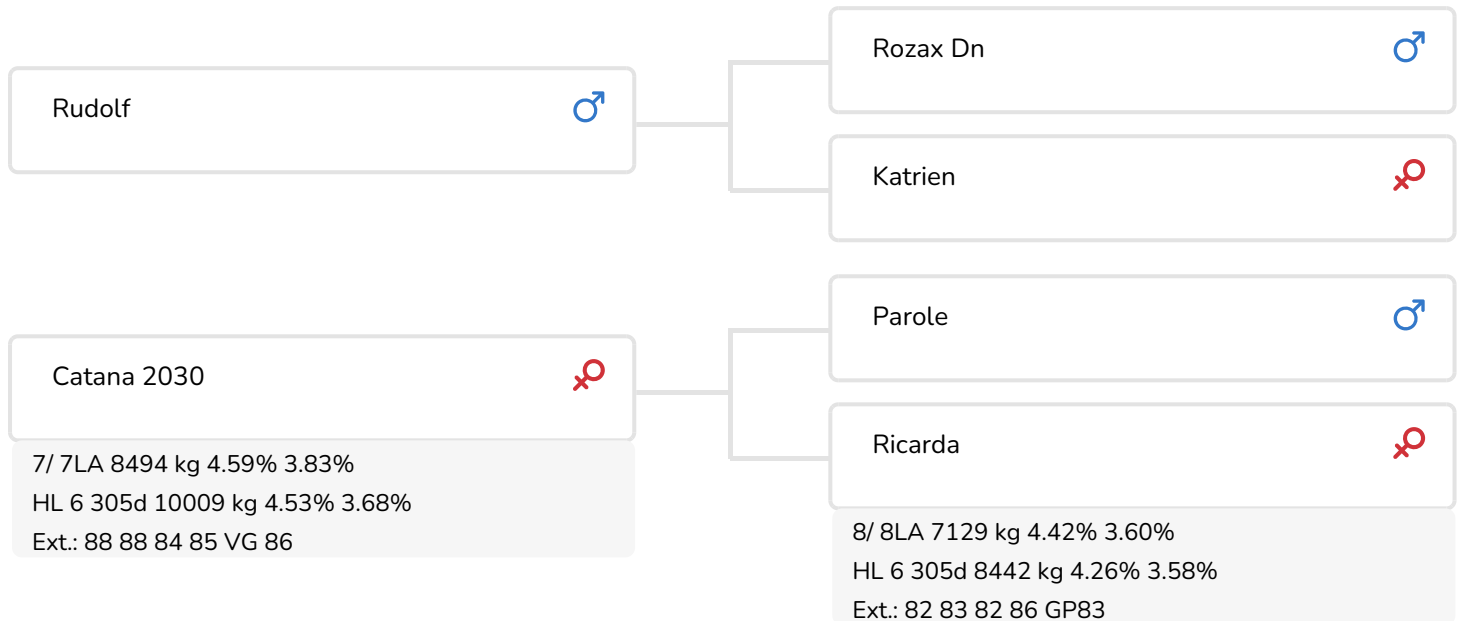 Rozax Dn
Rudolf
Katrien
Parole
Catana 2030
Ricarda
7/ 7LA 8494 kg 4.59% 3.83%
HL 6 305d 10009 kg 4.53% 3.68%
Ext.: 88 88 84 85 VG 86
8/ 8LA 7129 kg 4.42% 3.60%
HL 6 305d 8442 kg 4.26% 3.58%
Ext.: 82 83 82 86 GP83